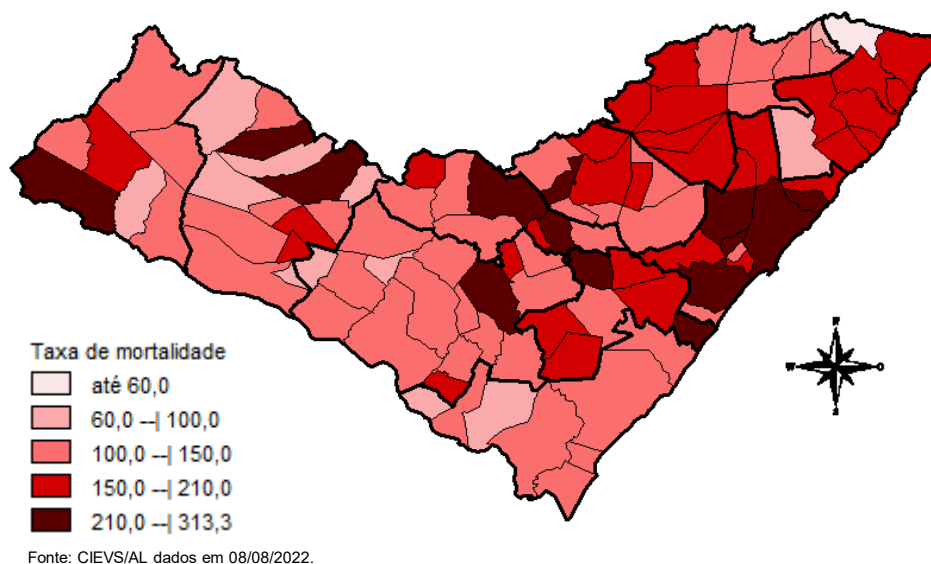 Taxa de mortalidade
até 60,0
60,0 --| 100,0
100,0 --| 150,0
150,0 --| 210,0
210,0 --| 313,3
Fonte: CIEVS/AL dados em 08/08/2022.